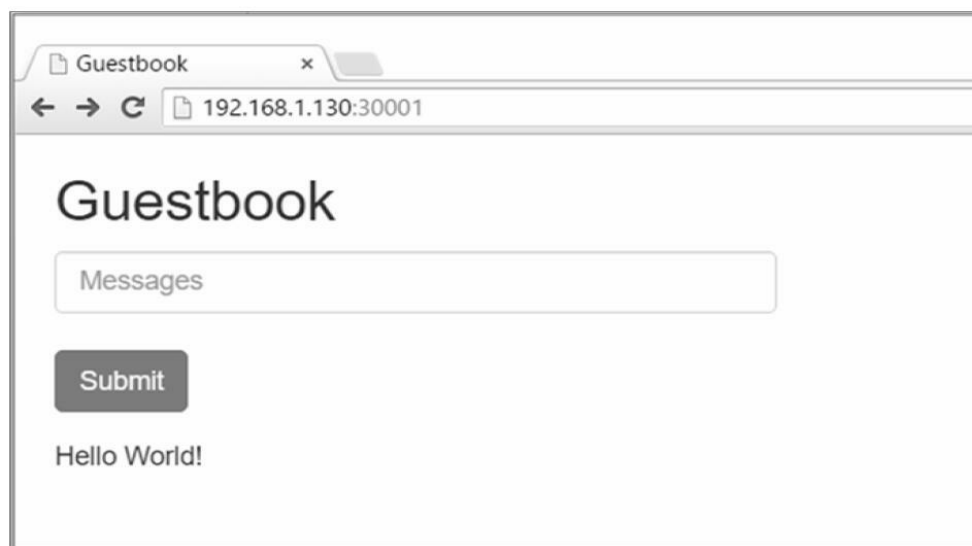 Guestbook
192.168.1.130:30001
Guestbook
Messages
Submit
Hello World!